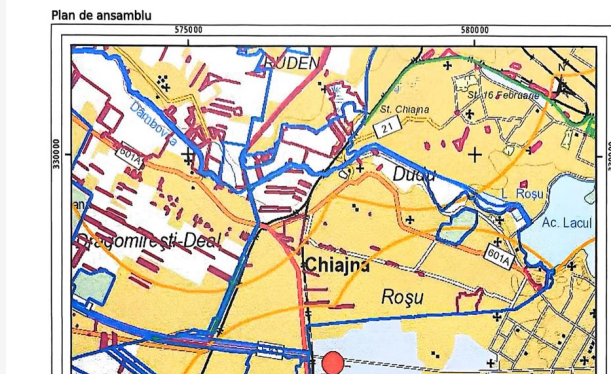 Plan de ansamblu
575000
580000
RUDENI
St. 16 Februarie
N
Dâmbovița
St. Chiajna
21
330000
601A
Dudu
L. Roșu
Ac. Lacul
Dragomirești-Deal
601A
Chiajna
Roșu